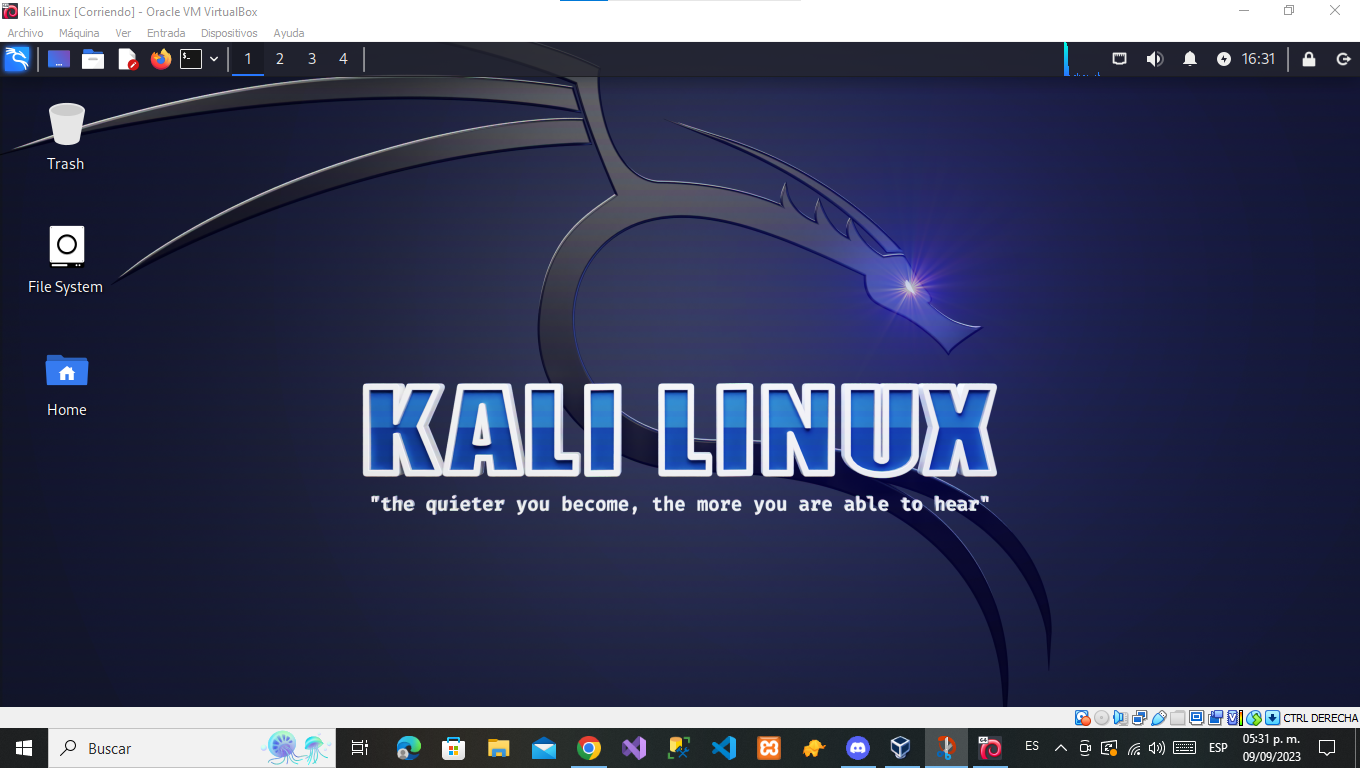 KaliLinux [Corriendo] - Oracle VM VirtualBox
Archivo Máquina Ver Entrada Dispositivos Ayuda
1 2 3 4 16:31
Trash
File System
Home
KALI LINUX
"the quieter you become, the more you are able to hear"
CTRL DERECHA
Buscar
ES ESP 05:31 p. m.
09/09/2023